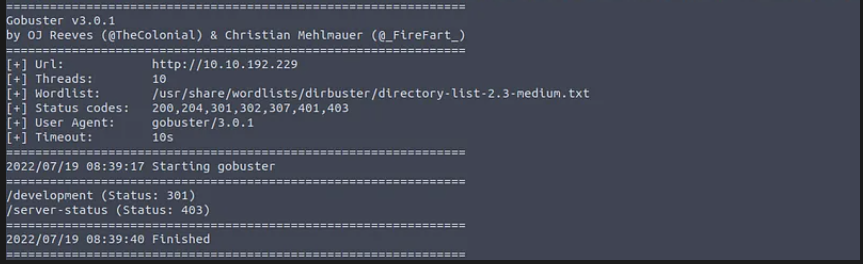 ===============================================================
Gobuster v3.0.1
by OJ Reeves (@TheColonial) & Christian Mehlmauer (@_FireFart_)
===============================================================
[+] Url:            http://10.10.192.229
[+] Threads:        10
[+] Wordlist:       /usr/share/wordlists/dirbuster/directory-list-2.3-medium.txt
[+] Status codes:   200,204,301,302,307,401,403
[+] User Agent:     gobuster/3.0.1
[+] Timeout:        10s
===============================================================
2022/07/19 08:39:17 Starting gobuster
===============================================================
/development (Status: 301)
/server-status (Status: 403)
===============================================================
2022/07/19 08:39:40 Finished
===============================================================